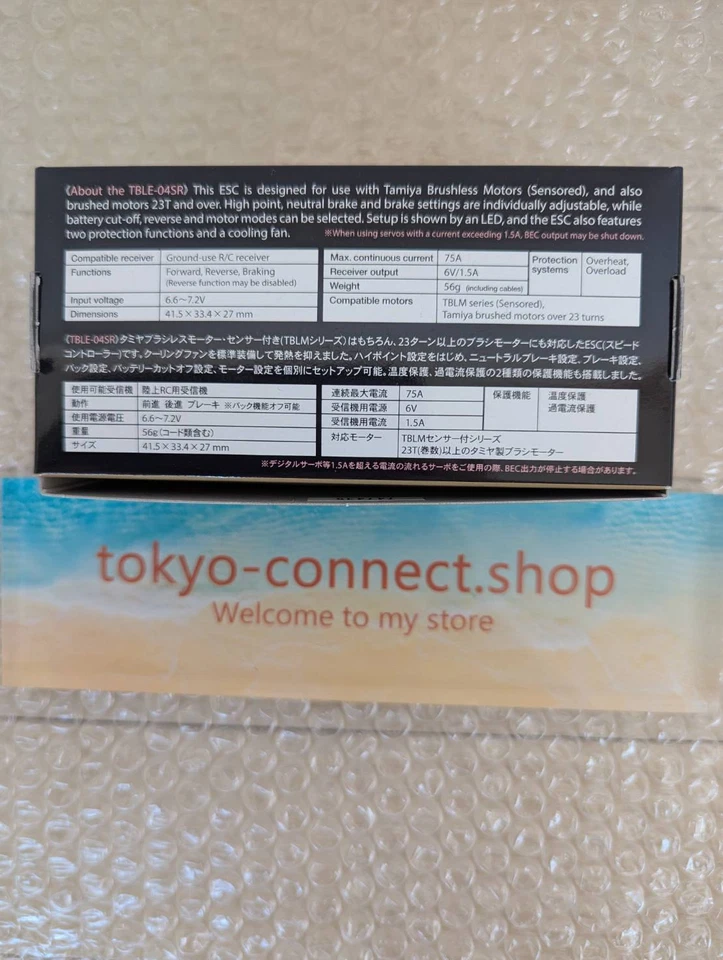 《About the TBLE-04SR》 This ESC is designed for use with Tamiya Brushless Motors (Sensored), and also
brushed motors 23T and over. High point, neutral brake and brake settings are individually adjustable, while
battery cut-off, reverse and motor modes can be selected. Setup is shown by an LED, and the ESC also features
two protection functions and a cooling fan. ※When using servos with a current exceeding 1.5A, BEC output may be shut down.
Compatible receiver Ground-use R/C receiver
Functions Forward, Reverse, Braking
(Reverse function may be disabled)
Input voltage 6.6～7.2V
Dimensions 41.5×33.4×27 mm
Max. continuous current 75A
Receiver output 6V/1.5A
Weight 56g (including cables)
Protection systems Overheat, Overload
Compatible motors TBLM series (Sensored),
Tamiya brushed motors over 23 turns
《TBLE-04SR》タミヤブラシレスモーター・センサー付き(TBLMシリーズ)はもちろん、23ターン以上のブラシモーターにも対応したESC(スピード
コントローラー)です。クーリングファンを標準装備して発熱を抑えました。ハイポイント設定をはじめ、ニュートラルブレーキ設定、ブレーキ設定、
バック設定、バッテリーカットオフ設定、モーター設定を個別にセットアップ可能。温度保護、過電流保護の2種類の保護機能も搭載しました。
使用可能受信機 陸上RC用受信機
動作 前進 後進 ブレーキ ※バック機能オフ可能
使用電源電圧 6.6～7.2V
重量 56g(コード類含む)
サイズ 41.5×33.4×27 mm
連続最大電流 75A
受信機用電源 6V
受信機用電流 1.5A
保護機能 温度保護
過電流保護
対応モーター TBLMセンサー付シリーズ
23T(巻数)以上のタミヤ製ブラシモーター
※デジタルサーボ等1.5Aを超える電流の流れるサーボをご使用の際、BEC出力が停止する場合があります。
tokyo-connect.shop
Welcome to my store